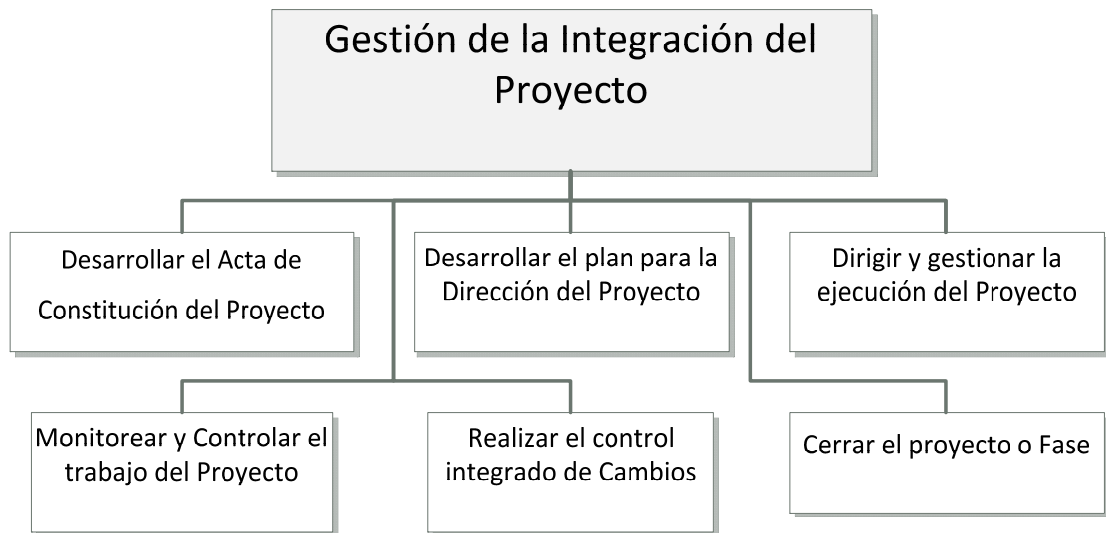 Gestión de la Integración del
Proyecto
Desarrollar el Acta de
Constitución del Proyecto
Desarrollar el plan para la
Dirección del Proyecto
Dirigir y gestionar la
ejecución del Proyecto
Monitorear y Controlar el
trabajo del Proyecto
Realizar el control
integrado de Cambios
Cerrar el proyecto o Fase